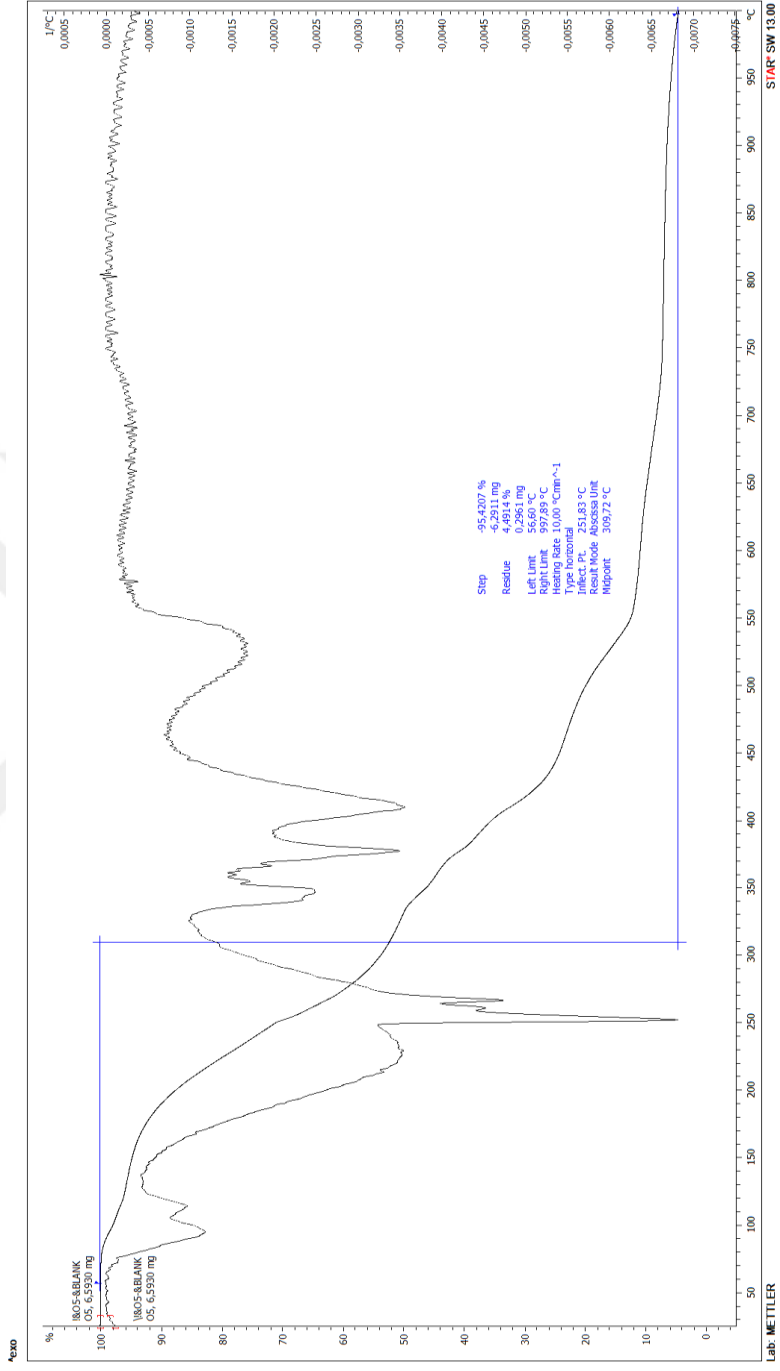 ^exo
!&O5-&BLANK
O5, 6,5930 mg
\!&O5-&BLANK
O5, 6,5930 mg
%
100
90
80
70
60
50
40
30
20
10
0
1/°C
0,0005
0,0000
-0,0005
-0,0010
-0,0015
-0,0020
-0,0025
-0,0030
-0,0035
-0,0040
-0,0045
-0,0050
-0,0055
-0,0060
-0,0065
-0,0070
-0,0075
Step -95,4207 %
-6,2911 mg
Residue 4,4914 %
0,2961 mg
Left Limit 56,60 °C
Right Limit 997,89 °C
Heating Rate 10,00 °Cmin^-1
Type horizontal
Inflect. Pt. 251,83 °C
Result Mode Abscissa Unit
Midpoint 309,72 °C
50 100 150 200 250 300 350 400 450 500 550 600 650 700 750 800 850 900 950 °C
Lab: METTLER
STARᵉ SW 13.00